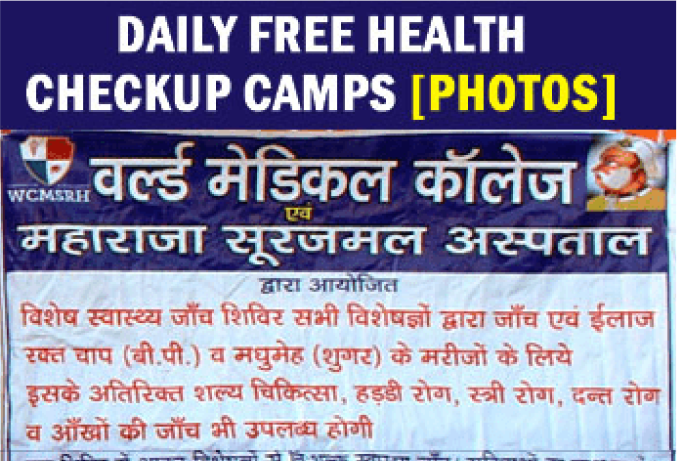 DAILY FREE HEALTH
CHECKUP CAMPS [PHOTOS]
WCMSRH
वर्ल्ड मेडिकल कॉलेज
एवं
महाराजा सूरजमल अस्पताल
द्वारा आयोजित
विशेष स्वास्थ्य जाँच शिविर सभी विशेषज्ञों द्वारा जाँच एवं ईलाज
रक्त चाप (बी.पी.) व मधुमेह (शुगर) के मरीजों के लिये
इसके अतिरिक्त शल्य चिकित्सा, हड्डी रोग, स्त्री रोग, दन्त रोग
व आँखों की जाँच भी उपलब्ध होगी